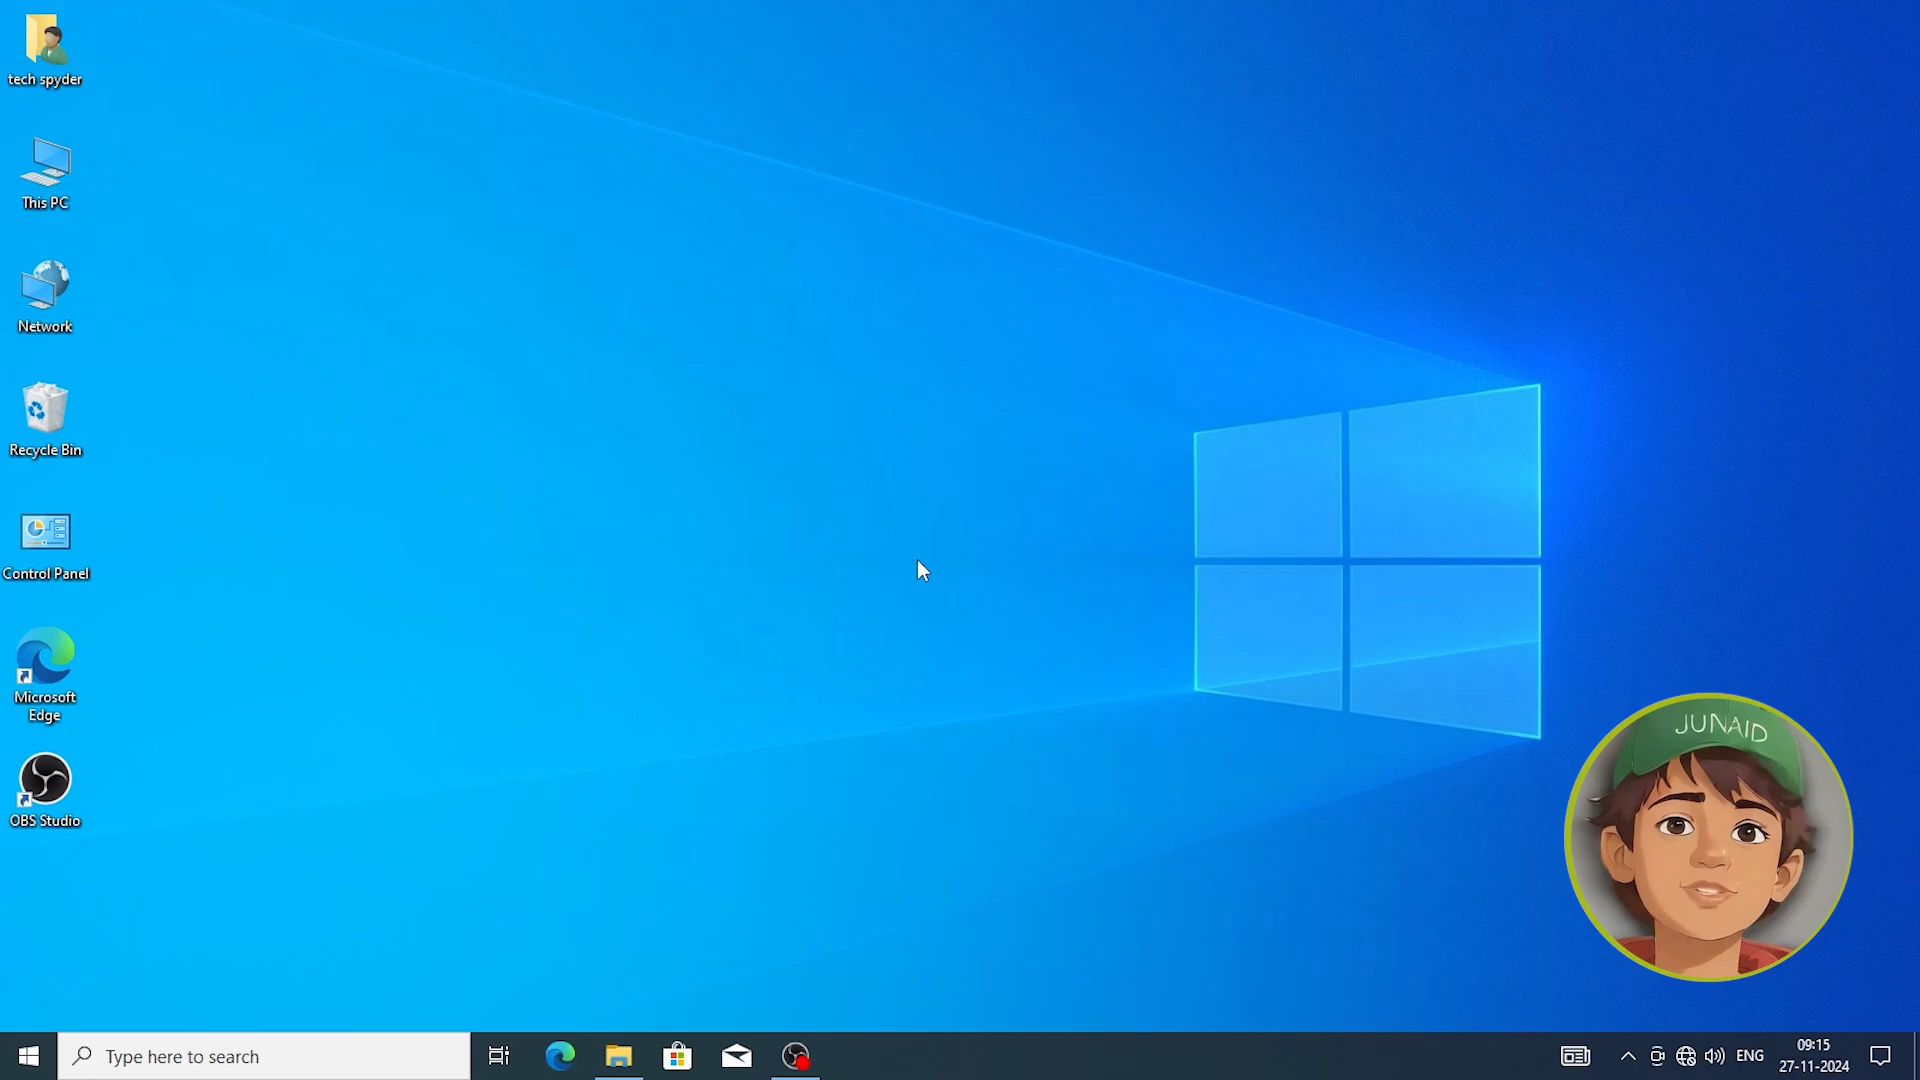 tech spyder
This PC
Network
Recycle Bin
Control Panel
Microsoft
Edge
OBS Studio
JUNAID
Type here to search
ENG
09:15
27-11-2024